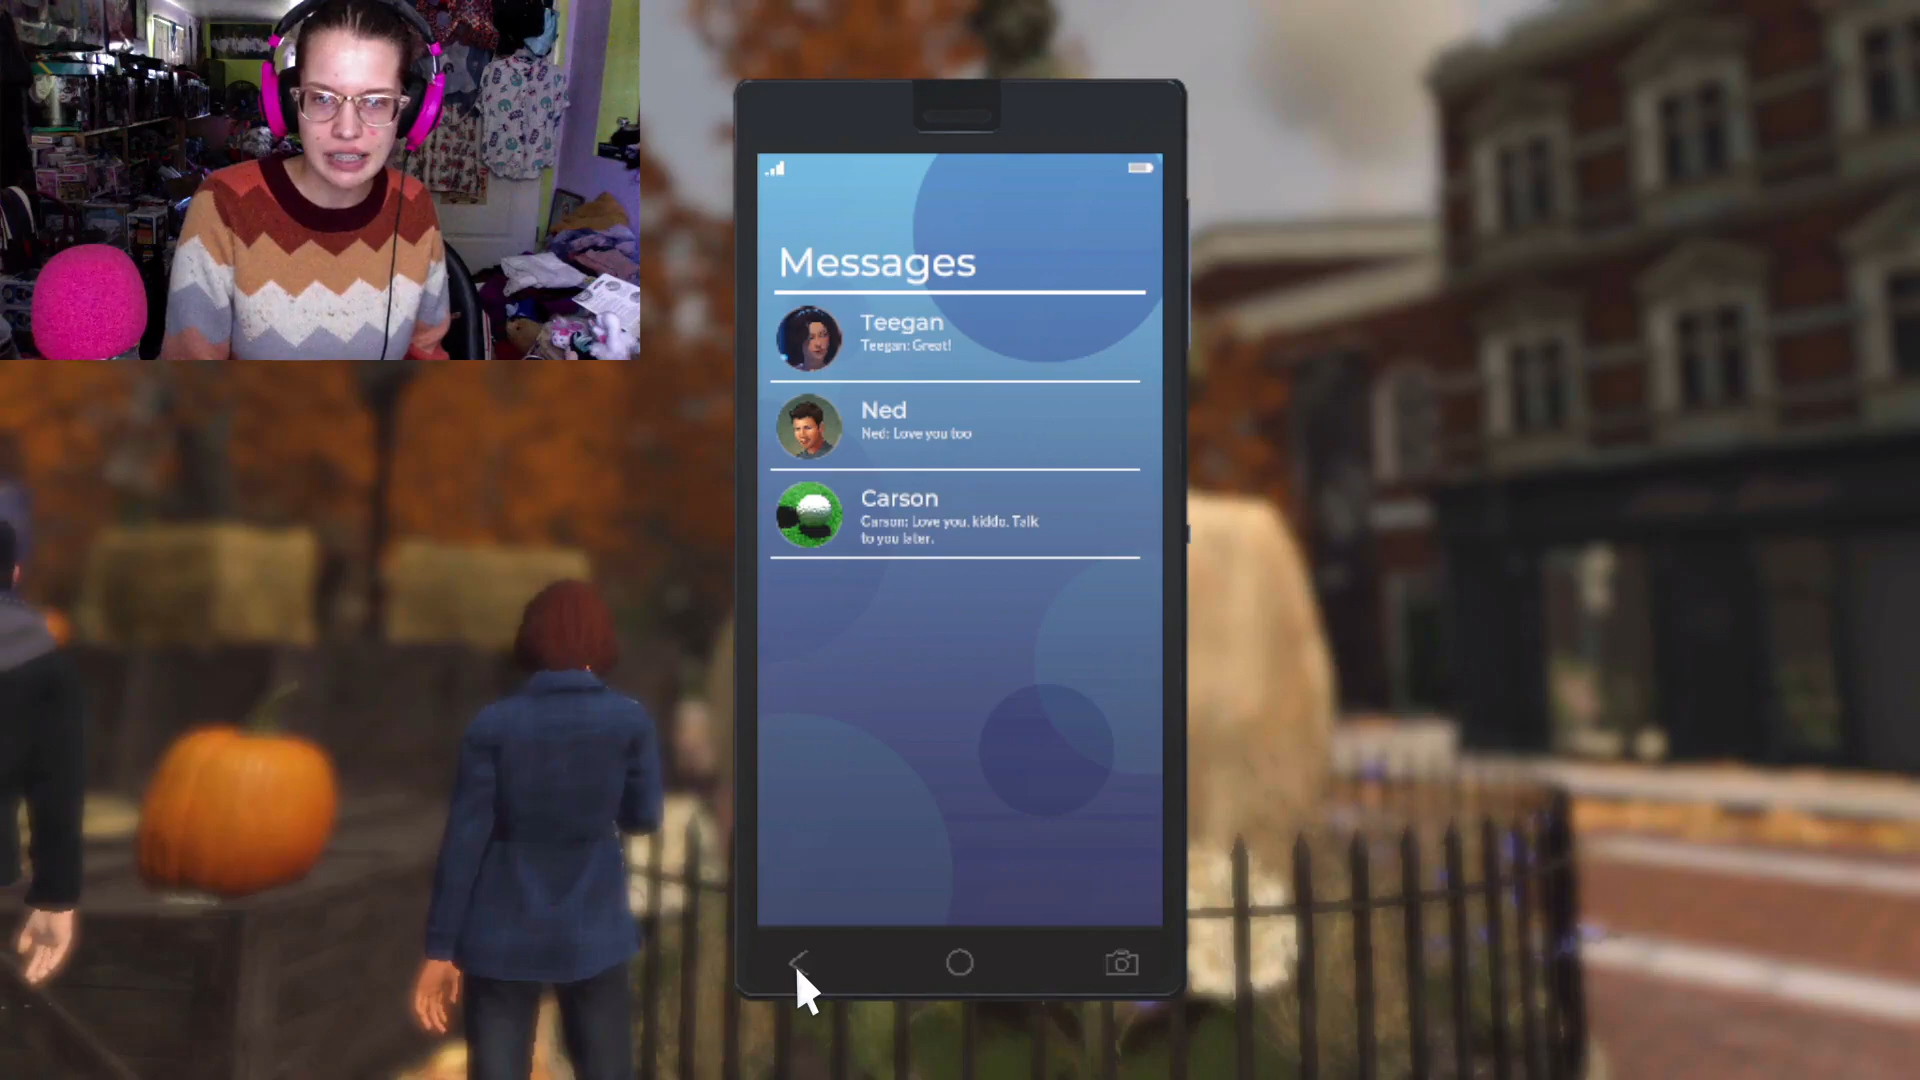 Messages
Teegan
Teegan: Great!
Ned
Ned: Love you too
Carson
Carson: Love you, kiddo. Talk
to you later.